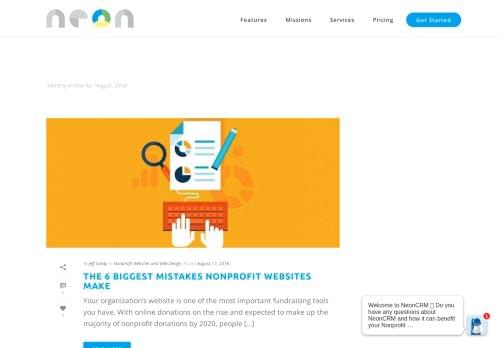 neon
Features Missions Services Pricing Get Started
Monthly Archive for: "August, 2016"
by Jeff Gordy In Nonprofit Websites and Web Design Posted August 17, 2016
THE 6 BIGGEST MISTAKES NONPROFIT WEBSITES
MAKE
Your organization's website is one of the most important fundraising tools
you have. With online donations on the rise and expected to make up the
majority of nonprofit donations by 2020, people [...]
Welcome to NeonCRM Do you
have any questions about
NeonCRM and how it can benefit
your Nonprofit ...
1